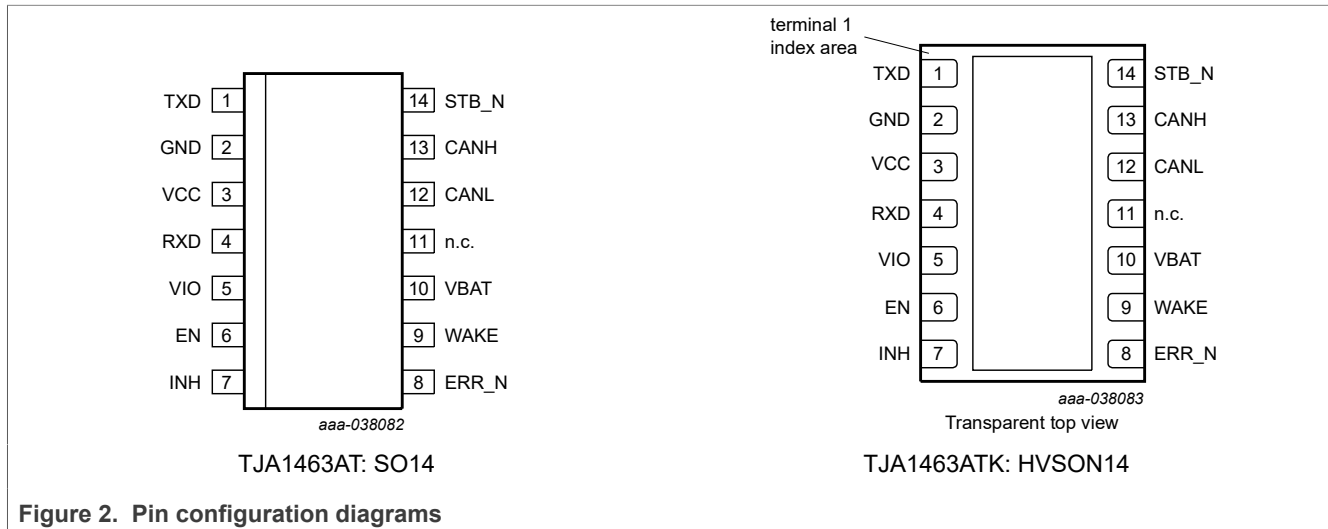 TXD 1
GND 2
VCC 3
RXD 4
VIO 5
EN 6
INH 7
14 STB_N
13 CANH
12 CANL
11 n.c.
10 VBAT
9 WAKE
8 ERR_N
aaa-038082
TJA1463AT: SO14
terminal 1
index area
TXD 1
GND 2
VCC 3
RXD 4
VIO 5
EN 6
INH 7
14 STB_N
13 CANH
12 CANL
11 n.c.
10 VBAT
9 WAKE
8 ERR_N
aaa-038083
Transparent top view
TJA1463ATK: HVSON14
Figure 2. Pin configuration diagrams